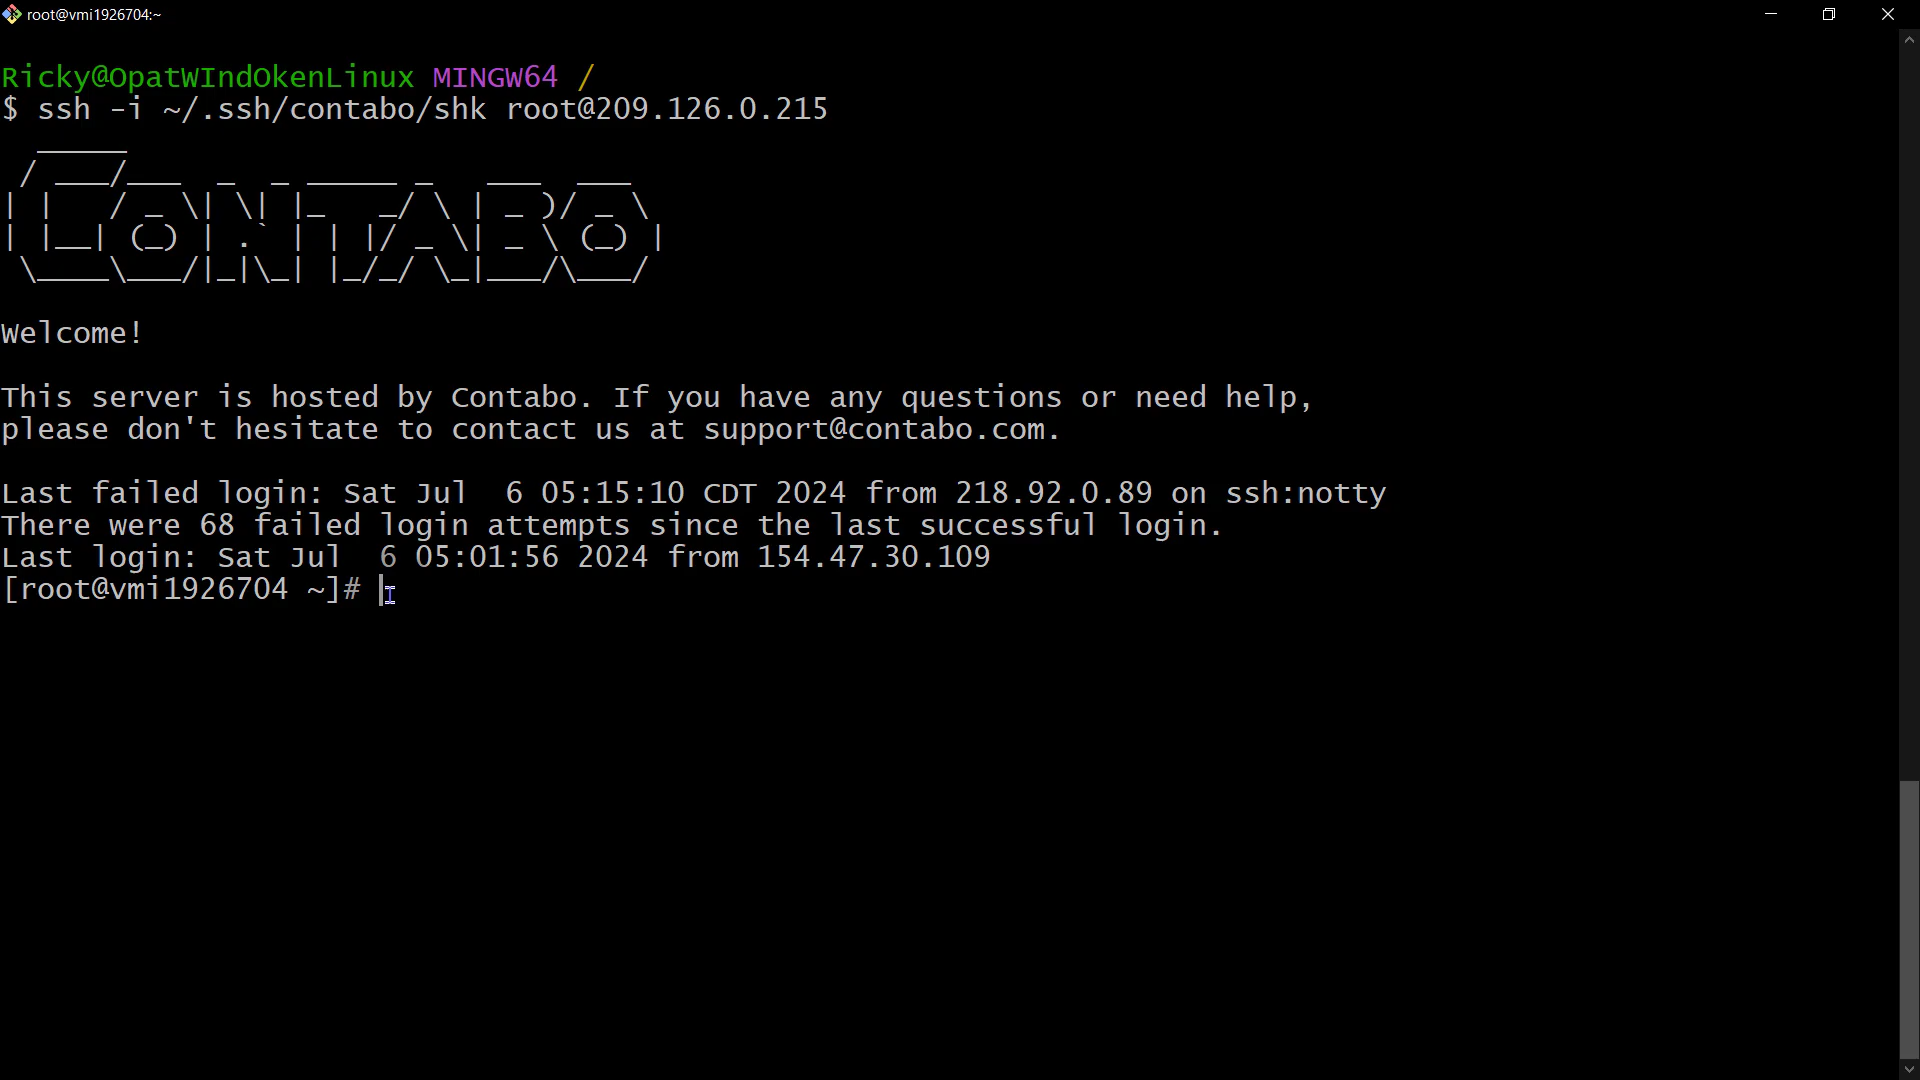 root@vmi1926704:~
Ricky@OpatWIndOkenLinux MINGW64 /
$ ssh -i ~/.ssh/contabo/shk root@209.126.0.215
CONTABO
Welcome!
This server is hosted by Contabo. If you have any questions or need help,
please don't hesitate to contact us at support@contabo.com.
Last failed login: Sat Jul  6 05:15:10 CDT 2024 from 218.92.0.89 on ssh:notty
There were 68 failed login attempts since the last successful login.
Last login: Sat Jul  6 05:01:56 2024 from 154.47.30.109
[root@vmi1926704 ~]#